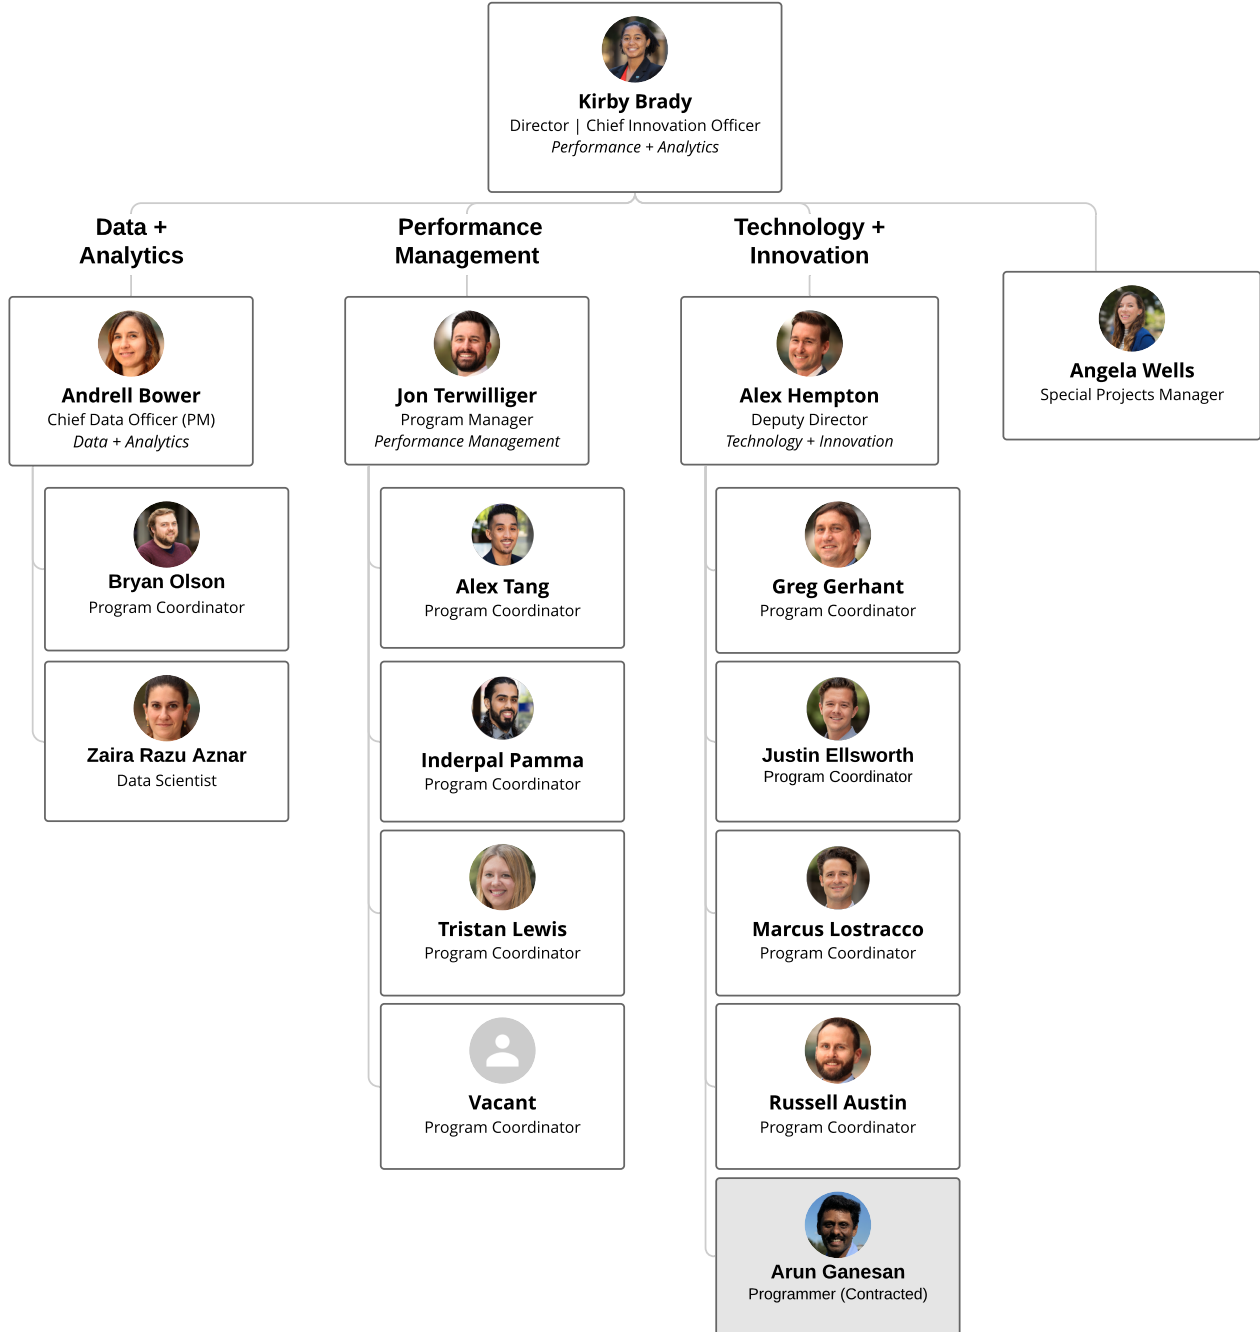 Kirby Brady
Director | Chief Innovation Officer
Performance + Analytics
Data +
Analytics
Andrell Bower
Chief Data Officer (PM)
Data + Analytics
Bryan Olson
Program Coordinator
Zaira Razu Aznar
Data Scientist
Performance
Management
Jon Terwilliger
Program Manager
Performance Management
Alex Tang
Program Coordinator
Inderpal Pamma
Program Coordinator
Tristan Lewis
Program Coordinator
Vacant
Program Coordinator
Technology +
Innovation
Alex Hempton
Deputy Director
Technology + Innovation
Greg Gerhant
Program Coordinator
Justin Ellsworth
Program Coordinator
Marcus Lostracco
Program Coordinator
Russell Austin
Program Coordinator
Arun Ganesan
Programmer (Contracted)
Angela Wells
Special Projects Manager